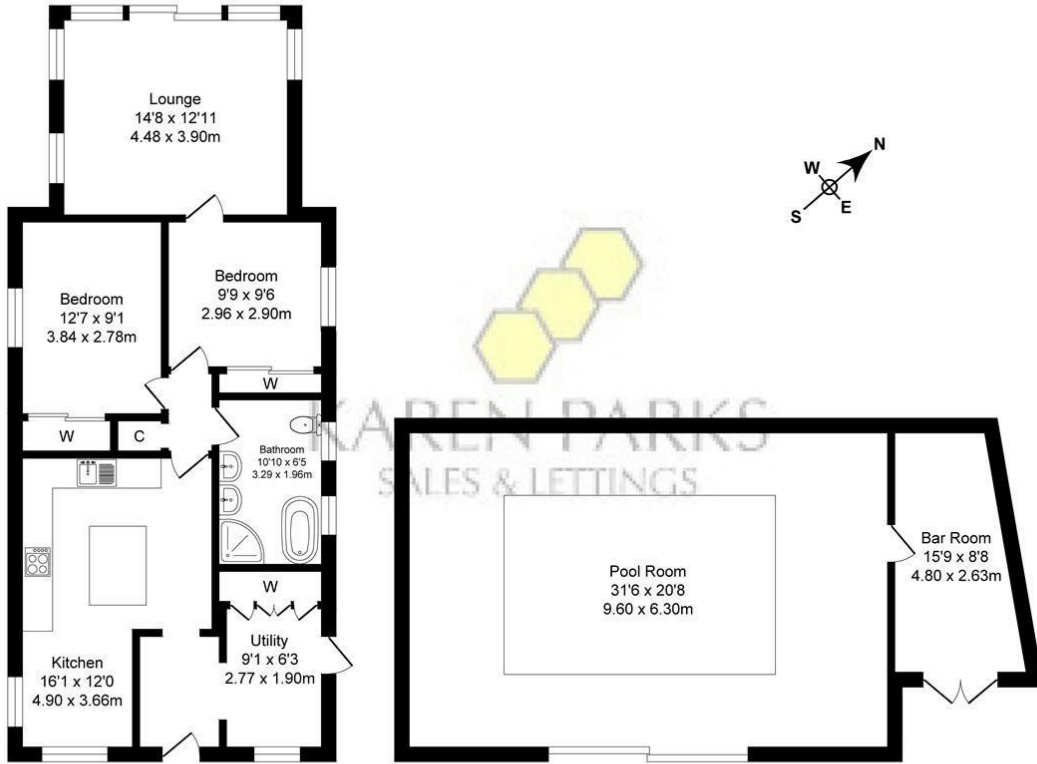 Lounge
14'8 x 12'11
4.48 x 3.90m
N
W
E
S
Bedroom
12'7 x 9'1
3.84 x 2.78m
Bedroom
9'9 x 9'6
2.96 x 2.90m
W
W
C
Bathroom
10'10 x 6'5
3.29 x 1.96m
KAREN PARKS
SALES & LETTINGS
W
Utility
9'1 x 6'3
2.77 x 1.90m
Kitchen
16'1 x 12'0
4.90 x 3.66m
Pool Room
31'6 x 20'8
9.60 x 6.30m
Bar Room
15'9 x 8'8
4.80 x 2.63m